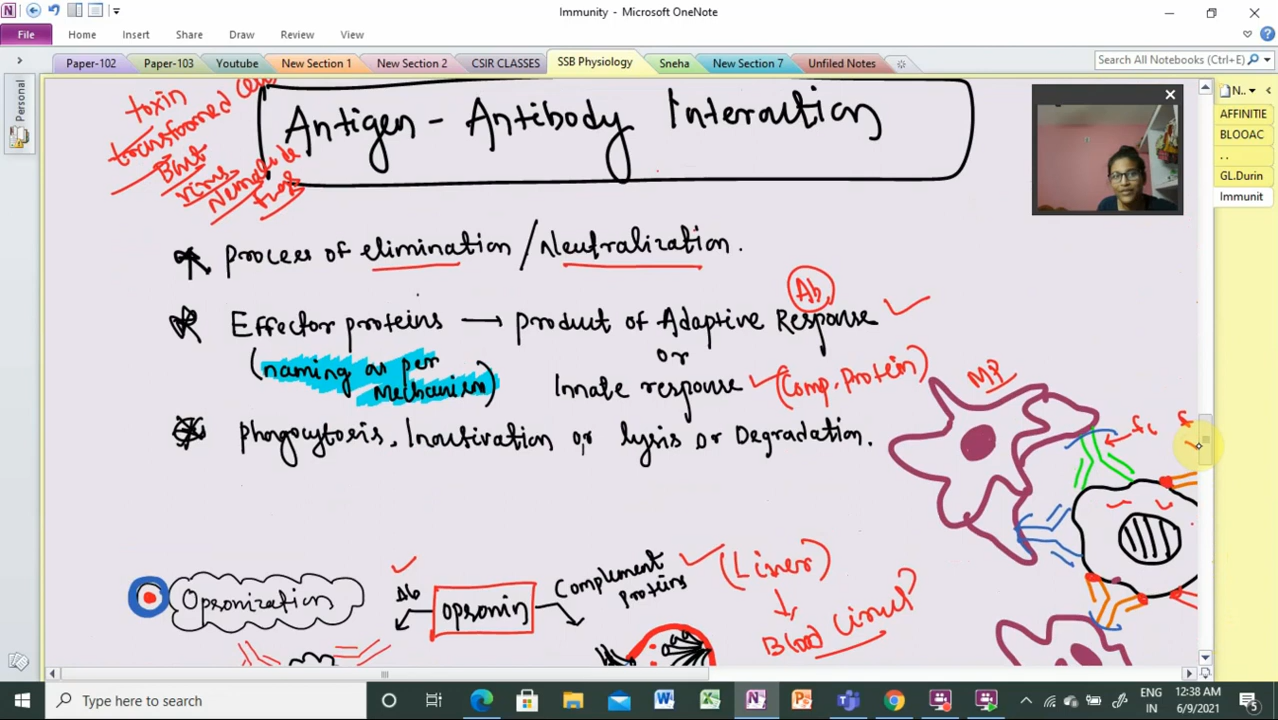 Immunity - Microsoft OneNote
File Home Insert Share Draw Review View
Paper-102 Paper-103 Youtube New Section 1 New Section 2 CSIR CLASSES SSB Physiology Sneha New Section 7 Unfiled Notes
Search All Notebooks (Ctrl+E)
Personal
N..
AFFINITIE
BLOOAC
. .
GL.Durin
Immunit
toxin
transformed
virus
Antigen - Antibody Interaction
Process of elimination / Neutralization.
Ab
Effector proteins → product of Adaptive Response
or
(naming as per
Mechanism)
Innate response (Comp. Protein)
Phagocytosis, Inactivation or lysis or Degradation.
MP
fc
Opsonization
Ab
Opsonin
Complement
Proteins
(Liver)
Blood
Type here to search
ENG
IN
12:38 AM
6/9/2021
5